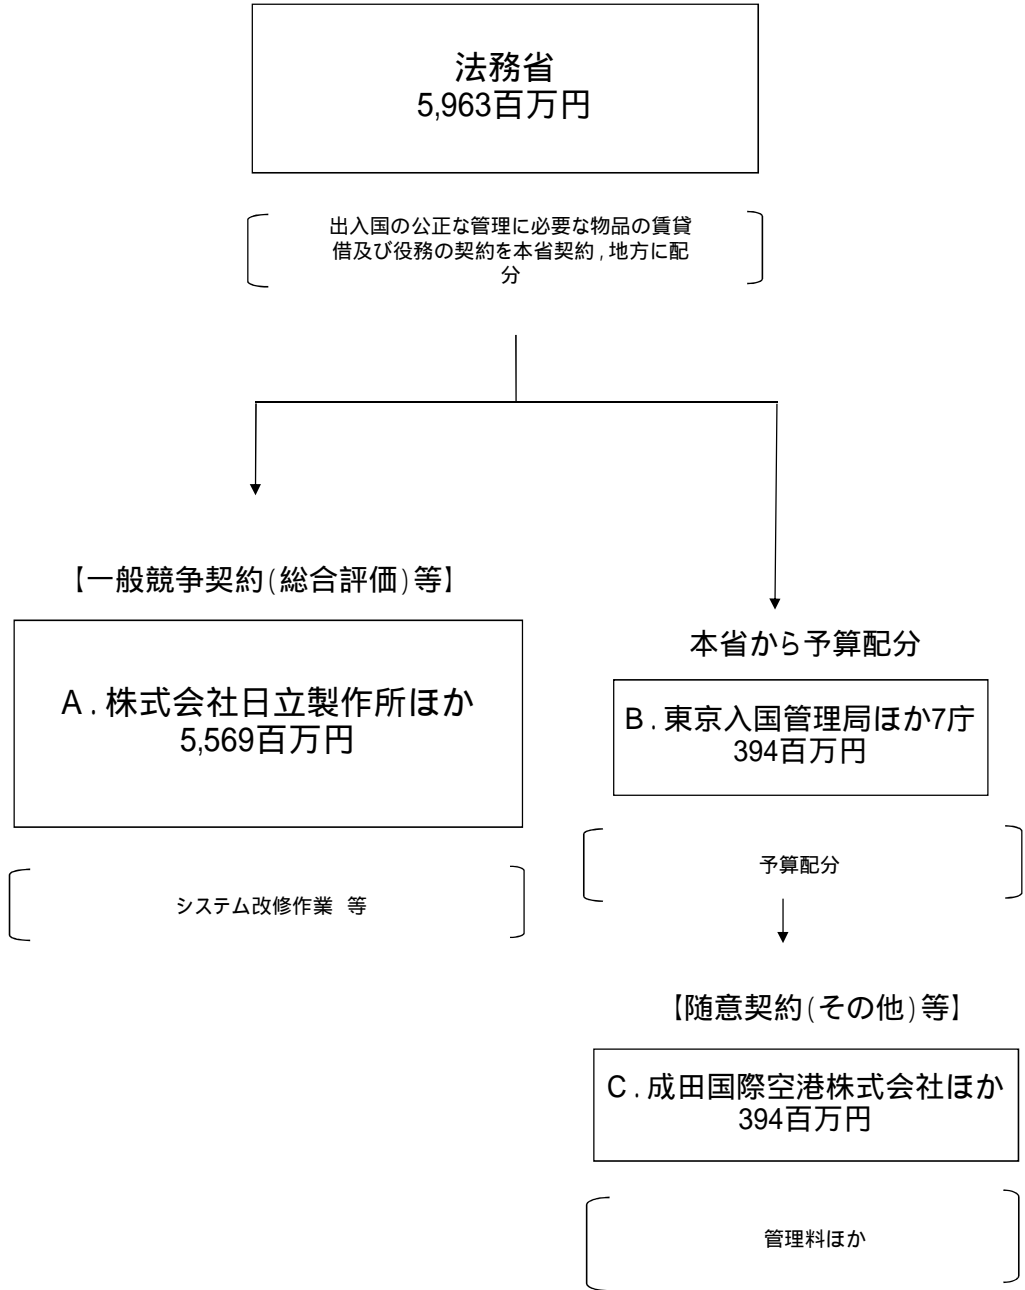 法務省
5,963百万円
出入国の公正な管理に必要な物品の賃貸
借及び役務の契約を本省契約,地方に配
分
【一般競争契約(総合評価)等】
A.株式会社日立製作所ほか
5,569百万円
システム改修作業 等
本省から予算配分
B.東京入国管理局ほか7庁
394百万円
予算配分
【随意契約(その他)等】
C.成田国際空港株式会社ほか
394百万円
管理料ほか